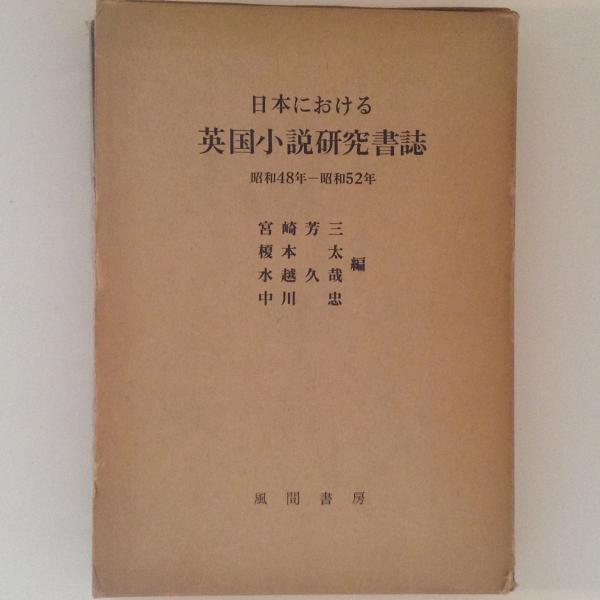 日本における
英国小説研究書誌
昭和48年−昭和52年
宮崎芳三
榎本太
水越久哉
中川忠
編
風間書房